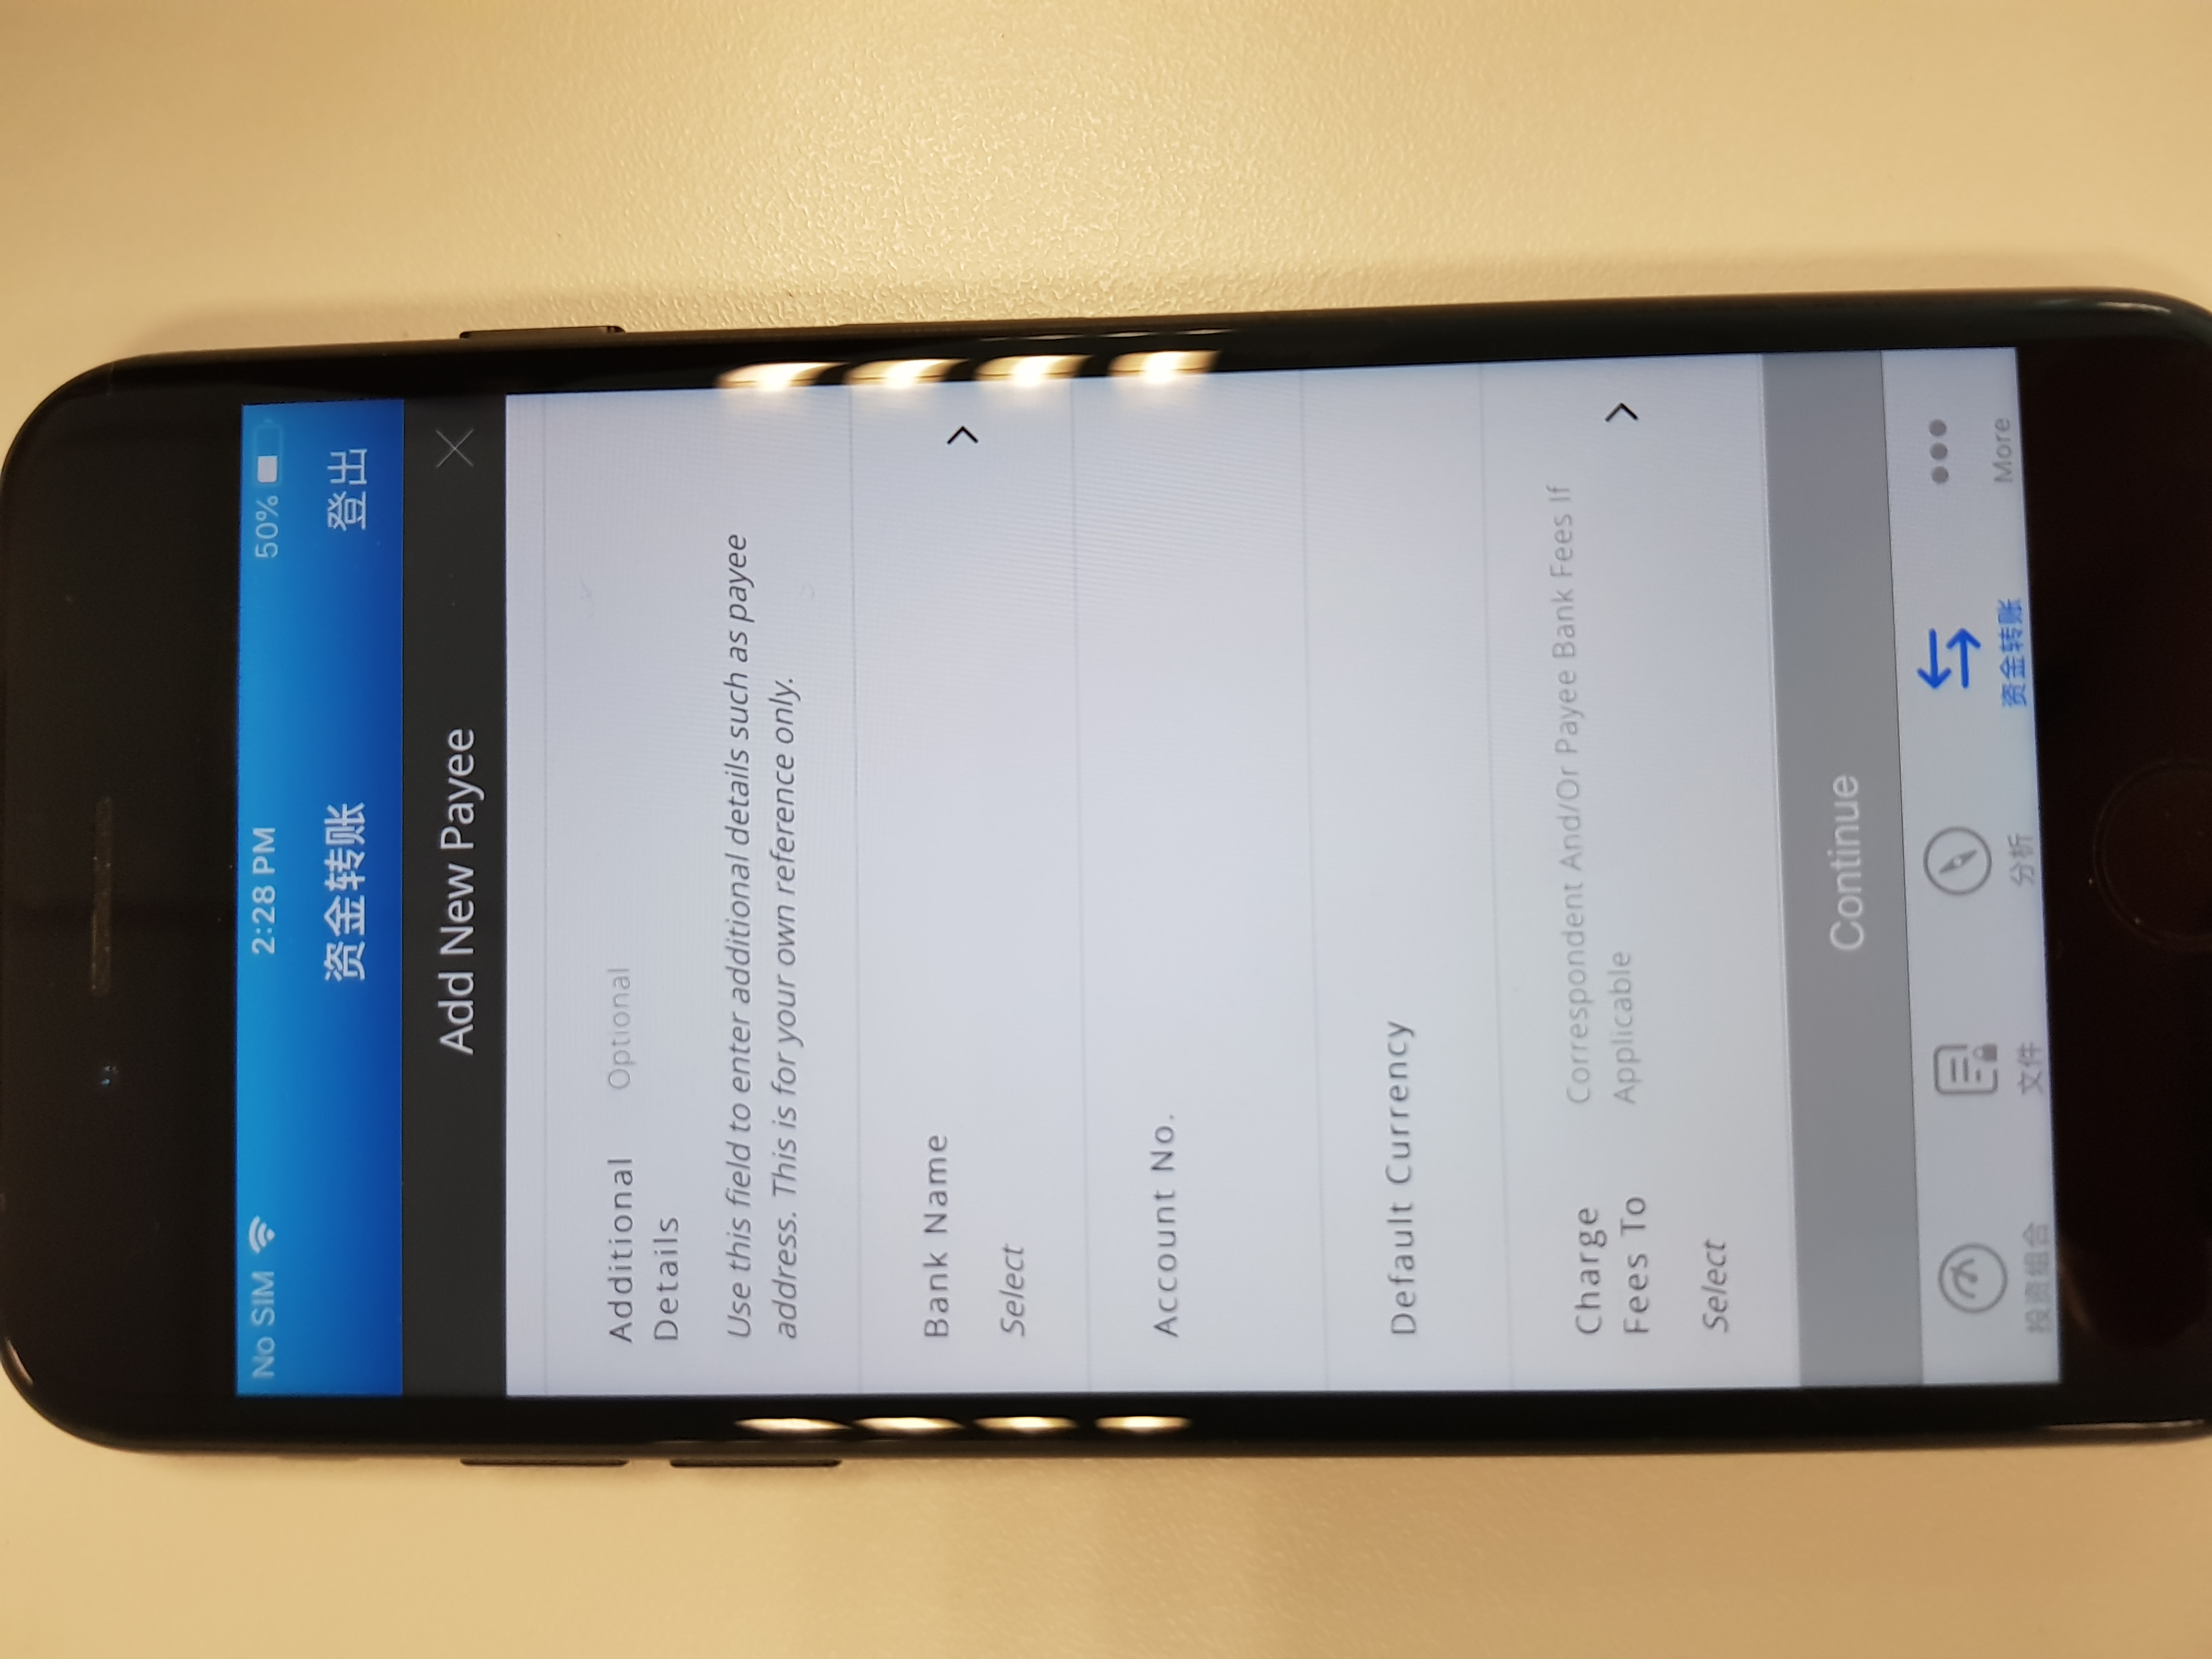 No SIM 2:28 PM 50%
资金转账 登出
Add New Payee
Additional Optional
Details
Use this field to enter additional details such as payee
address. This is for your own reference only.
Bank Name
Select
Account No.
Default Currency
Charge Correspondent And/Or Payee Bank Fees If
Fees To Applicable
Select
Continue
投资组合 文件 分析 资金转账 More